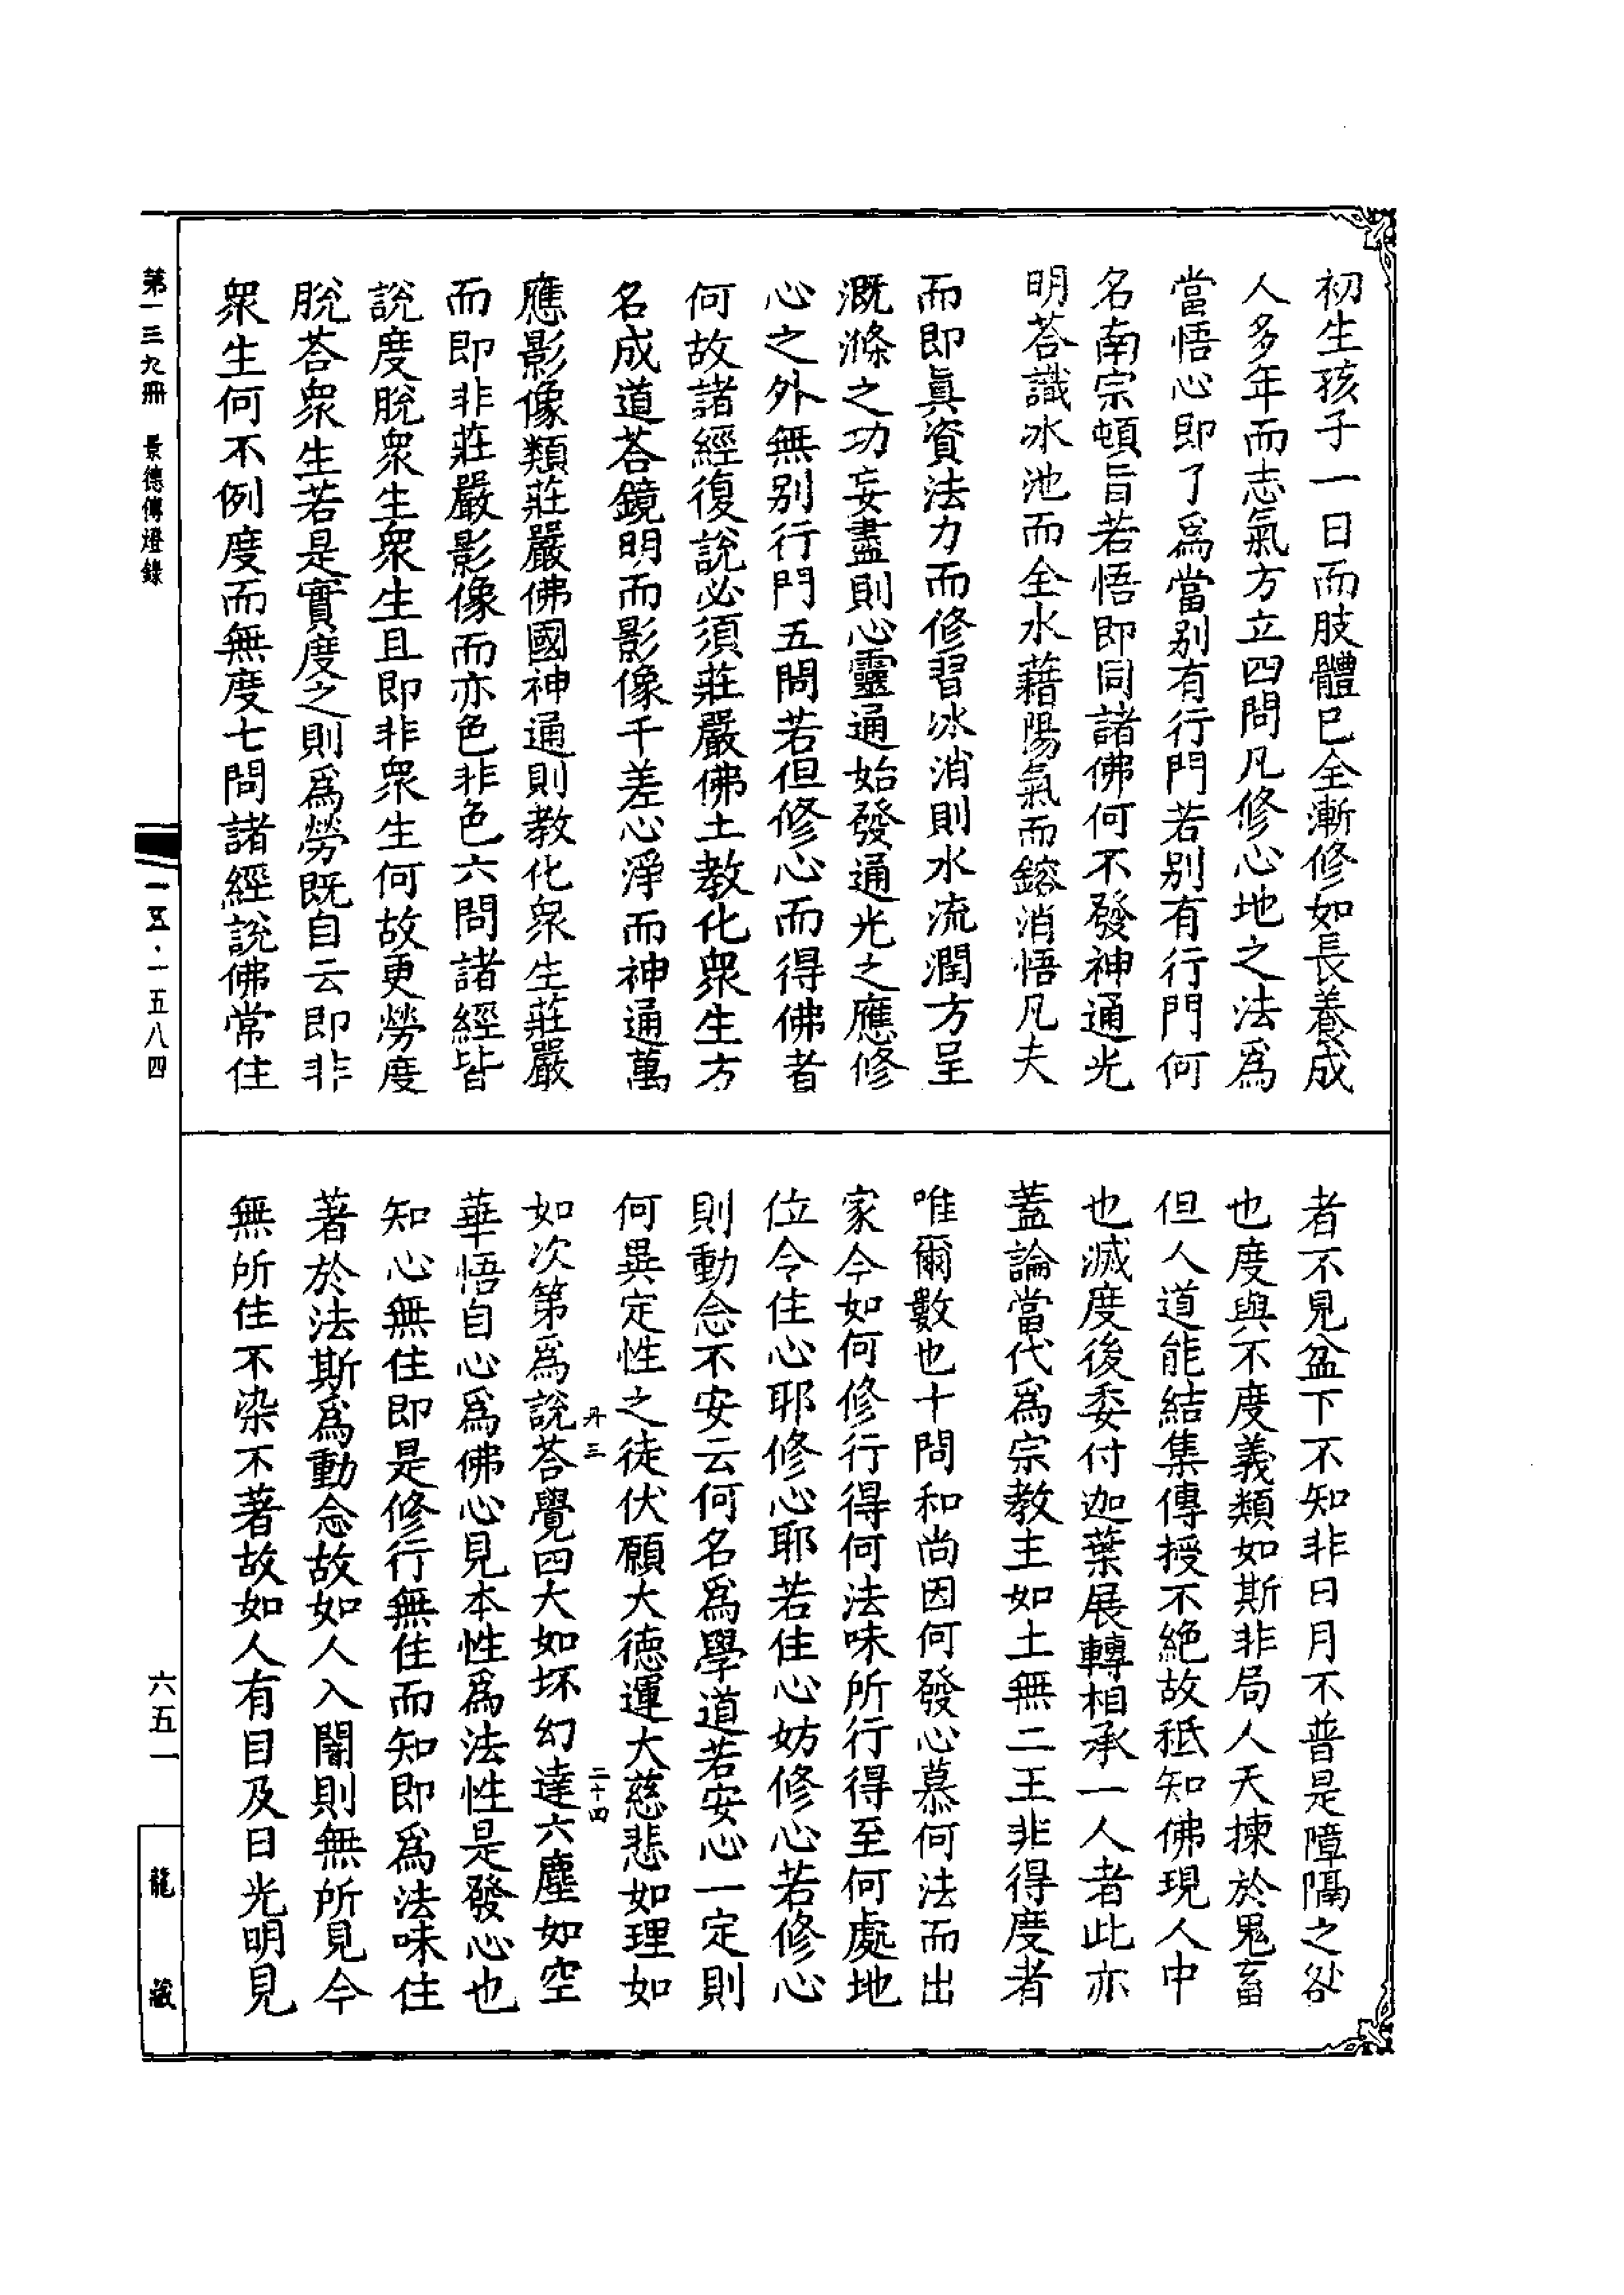 初生孩子一日而肢體已全漸修如長養成
人多年而志氣方立四問凡修心地之法爲
當悟心即了爲當别有行門若别有行門何
名南宗頓旨若悟即同諸佛何不發神通光
明荅識冰池而全水藉陽氣而鎔消悟凡夫
而即眞資法力而修習冰消則水流潤方呈
溉滌之功妄盡則心靈通始發通光之應修
心之外無别行門五問若但修心而得佛者
何故諸經復說必須莊嚴佛土教化衆生方
名成道荅鏡明而影像千差心淨而神通萬
應影像類莊嚴佛國神通則教化衆生莊嚴
而即非莊嚴影像而亦色非色六問諸經皆
說度脫衆生衆生且即非衆生何故更勞度
脫荅衆生若是實度之則爲勞旣自云即非
衆生何不例度而無度七問諸經說佛常住
者不見盆下不知非日月不普是障隔之咎
也度與不度義類如斯非局人天揀於鬼畜
但人道能結集傳授不絕故秪知佛現人中
也滅度後委付迦葉展轉相承一人者此亦
蓋論當代爲宗教主如土無二王非得度者
唯爾數也十問和尚因何發心慕何法而出
家今如何修行得何法味所行得至何處地
位令住心耶修心耶若住心妨修心若修心
則動念不安云何名爲學道若安心一定則
何異定性之徒伏願大德運大慈悲如理如
丹三
二十四
如次第爲說荅覺四大如坏幻達六塵如空
華悟自心爲佛心見本性爲法性是發心也
知心無住即是修行無住而知即爲法味住
著於法斯爲動念故如人入闇則無所見今
無所住不染不著故如人有目及日光明見
第一三九冊　景德傳燈錄
一五五・一五八四
六五一
龍藏